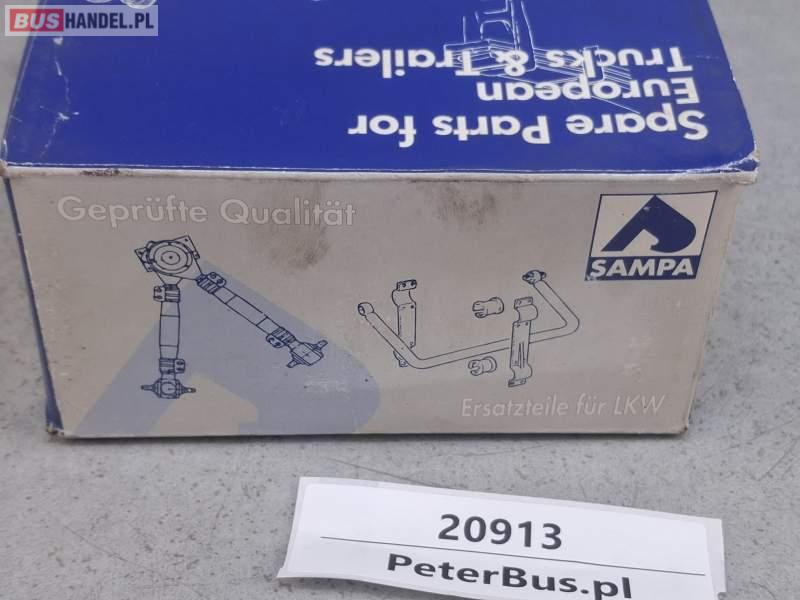 BUSHANDEL.PL
Spare Parts for
European
Trucks & Trailers
Geprüfte Qualität
SAMPA
Ersatzteile für LKW
20913
PeterBus.pl